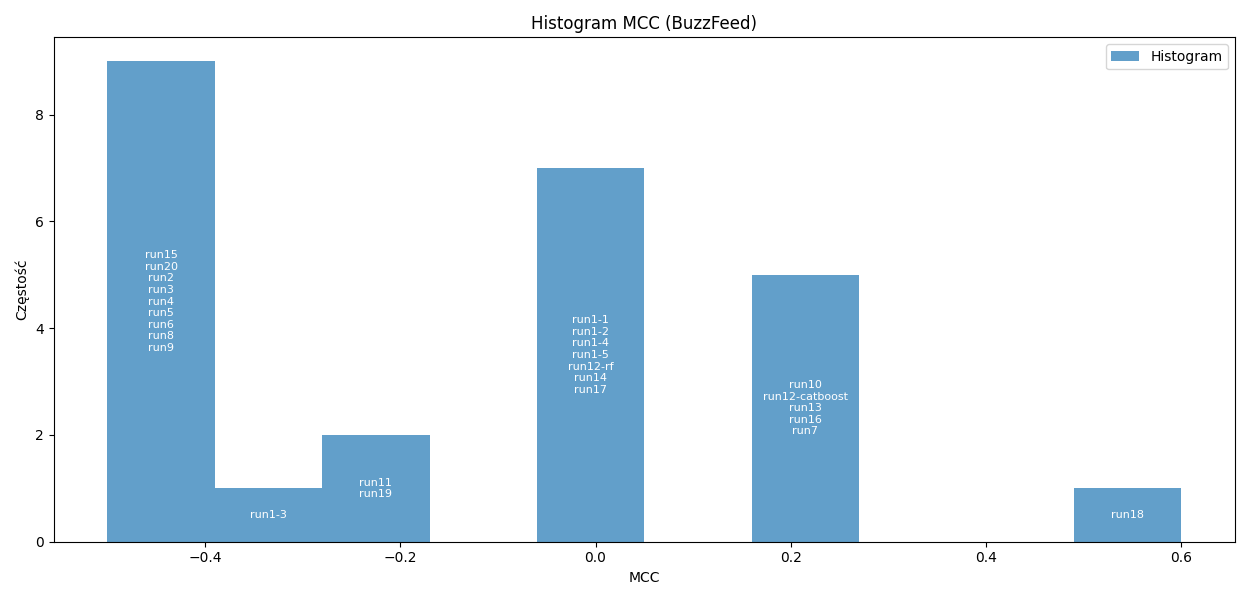 Histogram MCC (BuzzFeed)
Histogram
Częstość
8
6
4
2
0
run15
run20
run2
run3
run4
run5
run6
run8
run9
run1-3
run11
run19
run1-1
run1-2
run1-4
run1-5
run12-rf
run14
run17
run10
run12-catboost
run13
run16
run7
run18
−0.4
−0.2
0.0
0.2
0.4
0.6
MCC